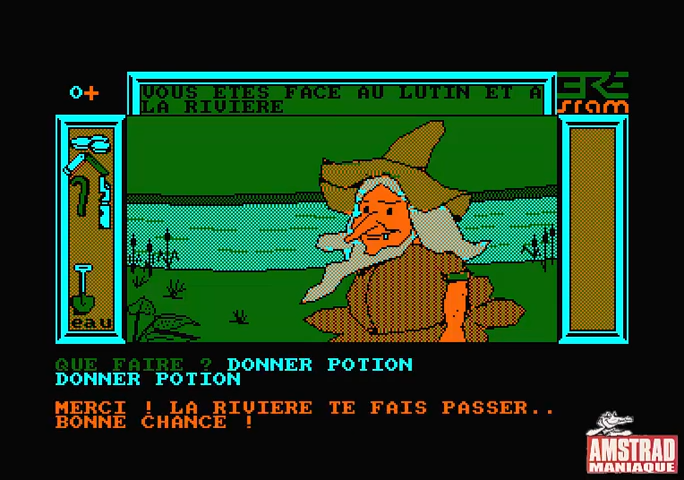 VOUS ETES FACE AU LUTIN ET A
LA RIVIERE
ERE
sram
eau
QUE FAIRE ? DONNER POTION
DONNER POTION
MERCI ! LA RIVIERE TE FAIS PASSER..
BONNE CHANCE !
AMSTRAD
MANIAQUE